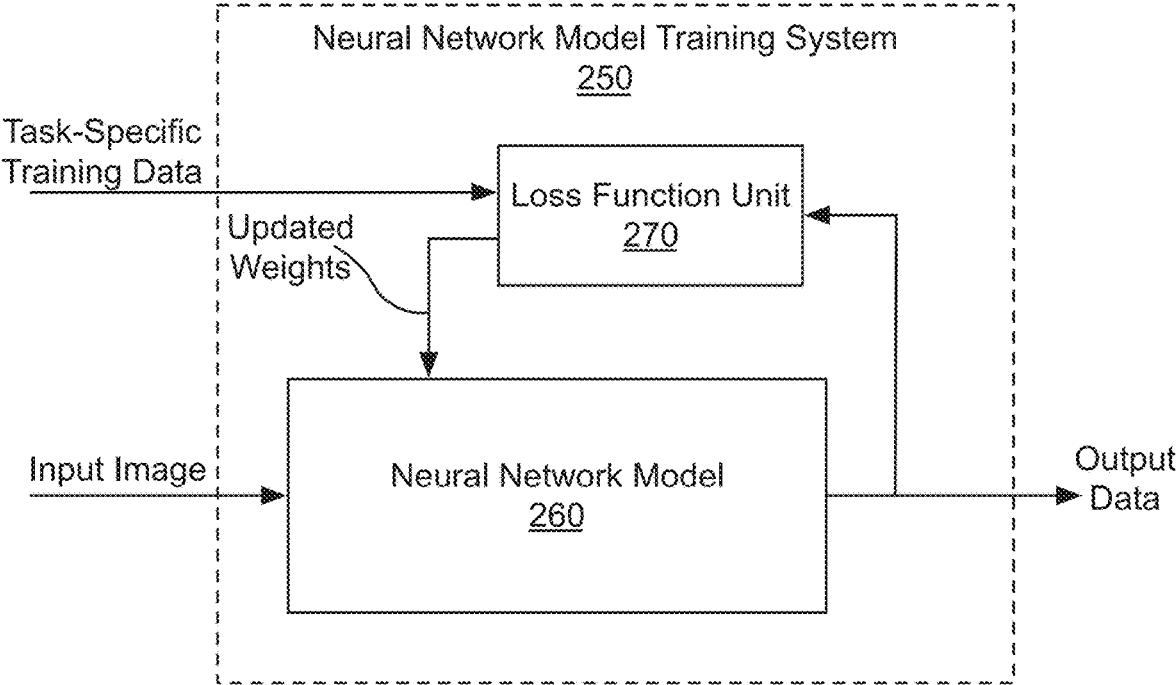 Neural Network Model Training System
250
Task-Specific
Training Data
Loss Function Unit
270
Updated
Weights
Input Image
Neural Network Model
260
Output
Data